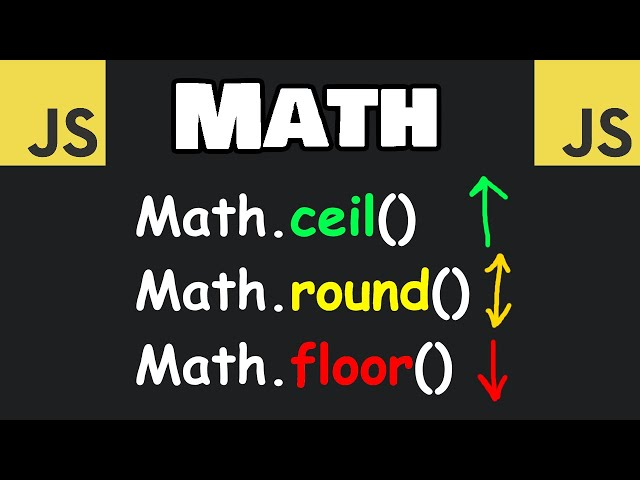 MATH
JS
JS
Math.ceil()
Math.round()
Math.floor()